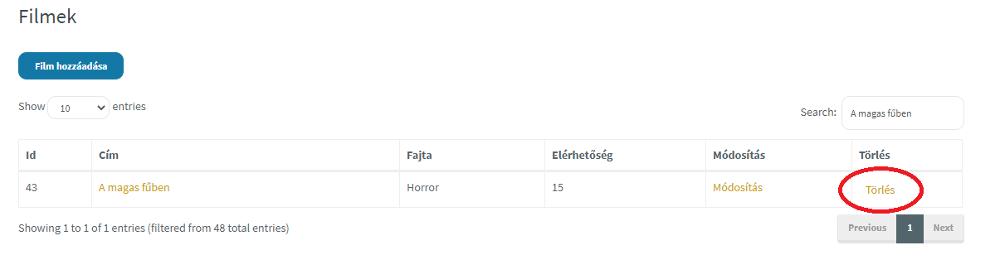 Filmek
Film hozzáadása
Show 10 entries
Search: A magas fűben
Id Cím Fajta Elérhetőség Módosítás Törlés
43 A magas fűben Horror 15 Módosítás Törlés
Showing 1 to 1 of 1 entries (filtered from 48 total entries)
Previous 1 Next